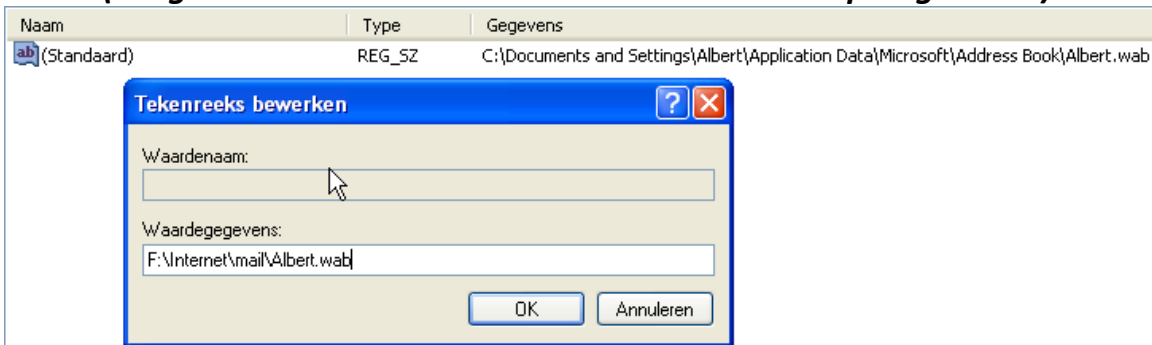 Naam Type Gegevens
(Standaard) REG_SZ C:\Documents and Settings\Albert\Application Data\Microsoft\Address Book\Albert.wab
Tekenreeks bewerken
Waardenaam:
Waardegegevens:
F:\Internet\mail\Albert.wab
OK Annuleren